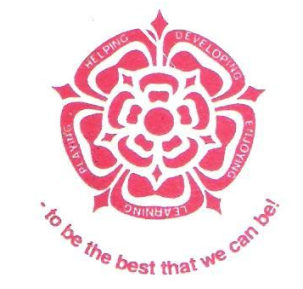 PLAYING
HELPING
DEVELOPING
ENJOYING
LEARNING
- to be the best that we can be!